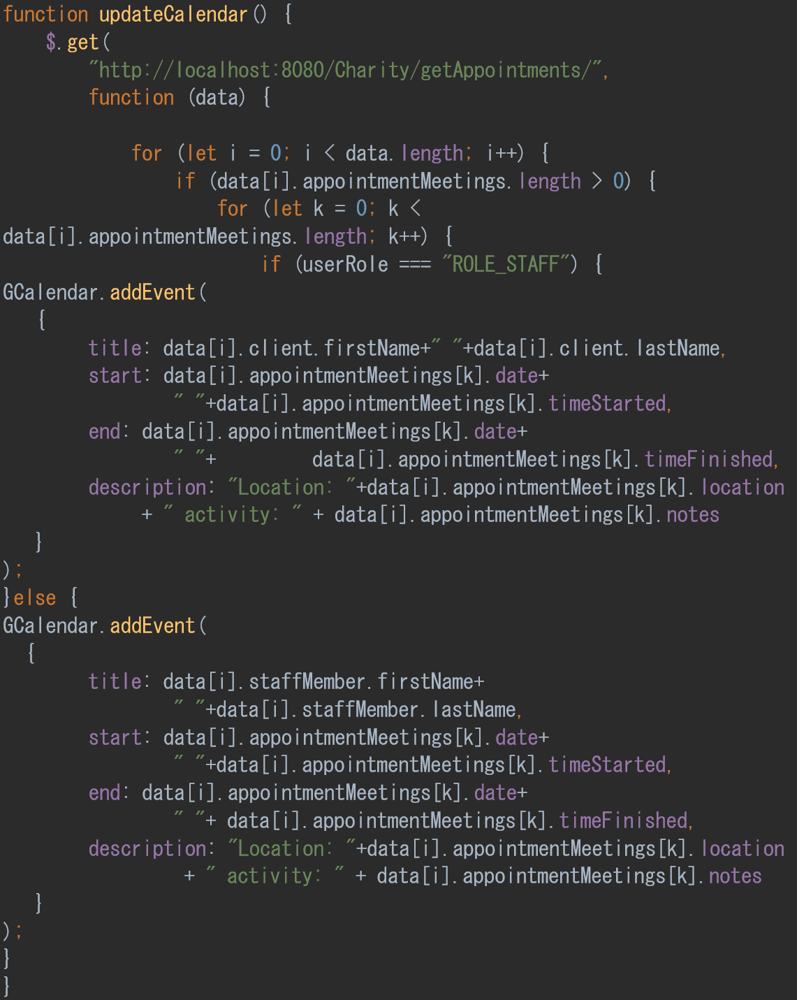 function updateCalendar() {
    $.get(
        "http://localhost:8080/Charity/getAppointments/",
        function (data) {

            for (let i = 0; i < data.length; i++) {
                if (data[i].appointmentMeetings.length > 0) {
                    for (let k = 0; k <
data[i].appointmentMeetings.length; k++) {
                        if (userRole === "ROLE_STAFF") {
GCalendar.addEvent(
   {
        title: data[i].client.firstName+" "+data[i].client.lastName,
        start: data[i].appointmentMeetings[k].date+
                " "+data[i].appointmentMeetings[k].timeStarted,
        end: data[i].appointmentMeetings[k].date+
                " "+         data[i].appointmentMeetings[k].timeFinished,
        description: "Location: "+data[i].appointmentMeetings[k].location
             + " activity: " + data[i].appointmentMeetings[k].notes
   }
);
}else {
GCalendar.addEvent(
  {
        title: data[i].staffMember.firstName+
                " "+data[i].staffMember.lastName,
        start: data[i].appointmentMeetings[k].date+
                " "+data[i].appointmentMeetings[k].timeStarted,
        end: data[i].appointmentMeetings[k].date+
                " "+ data[i].appointmentMeetings[k].timeFinished,
        description: "Location: "+data[i].appointmentMeetings[k].location
                 + " activity: " + data[i].appointmentMeetings[k].notes
   }
);
}
}